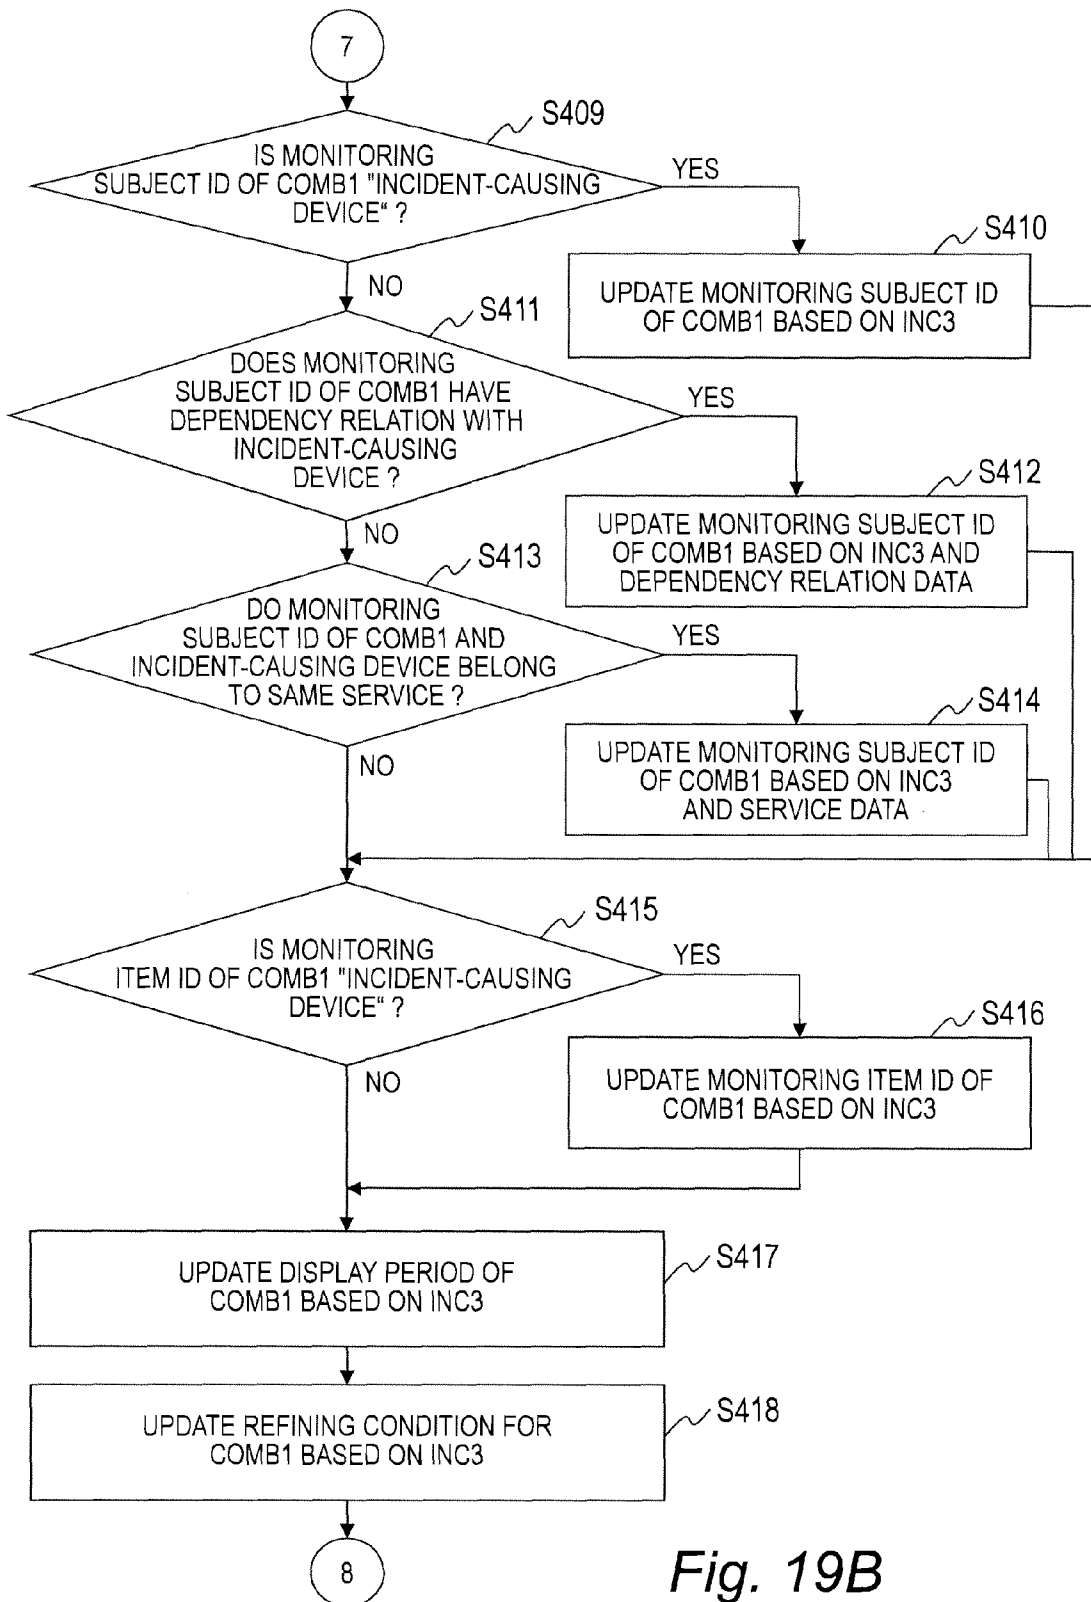 7
S409
IS MONITORING
SUBJECT ID OF COMB1 "INCIDENT-CAUSING
DEVICE" ?
YES
NO
S410
UPDATE MONITORING SUBJECT ID
OF COMB1 BASED ON INC3
S411
DOES MONITORING
SUBJECT ID OF COMB1 HAVE
DEPENDENCY RELATION WITH
INCIDENT-CAUSING
DEVICE ?
YES
NO
S412
UPDATE MONITORING SUBJECT ID
OF COMB1 BASED ON INC3 AND
DEPENDENCY RELATION DATA
S413
DO MONITORING
SUBJECT ID OF COMB1 AND
INCIDENT-CAUSING DEVICE BELONG
TO SAME SERVICE ?
YES
NO
S414
UPDATE MONITORING SUBJECT ID
OF COMB1 BASED ON INC3
AND SERVICE DATA
S415
IS MONITORING
ITEM ID OF COMB1 "INCIDENT-CAUSING
DEVICE" ?
YES
NO
S416
UPDATE MONITORING ITEM ID OF
COMB1 BASED ON INC3
S417
UPDATE DISPLAY PERIOD OF
COMB1 BASED ON INC3
S418
UPDATE REFINING CONDITION FOR
COMB1 BASED ON INC3
8
Fig. 19B